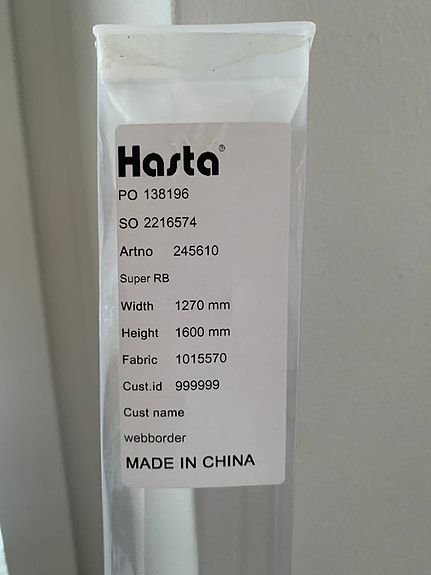 Hasta®
PO 138196
SO 2216574
Artno 245610
Super RB
Width 1270 mm
Height 1600 mm
Fabric 1015570
Cust.id 999999
Cust name
webborder
MADE IN CHINA